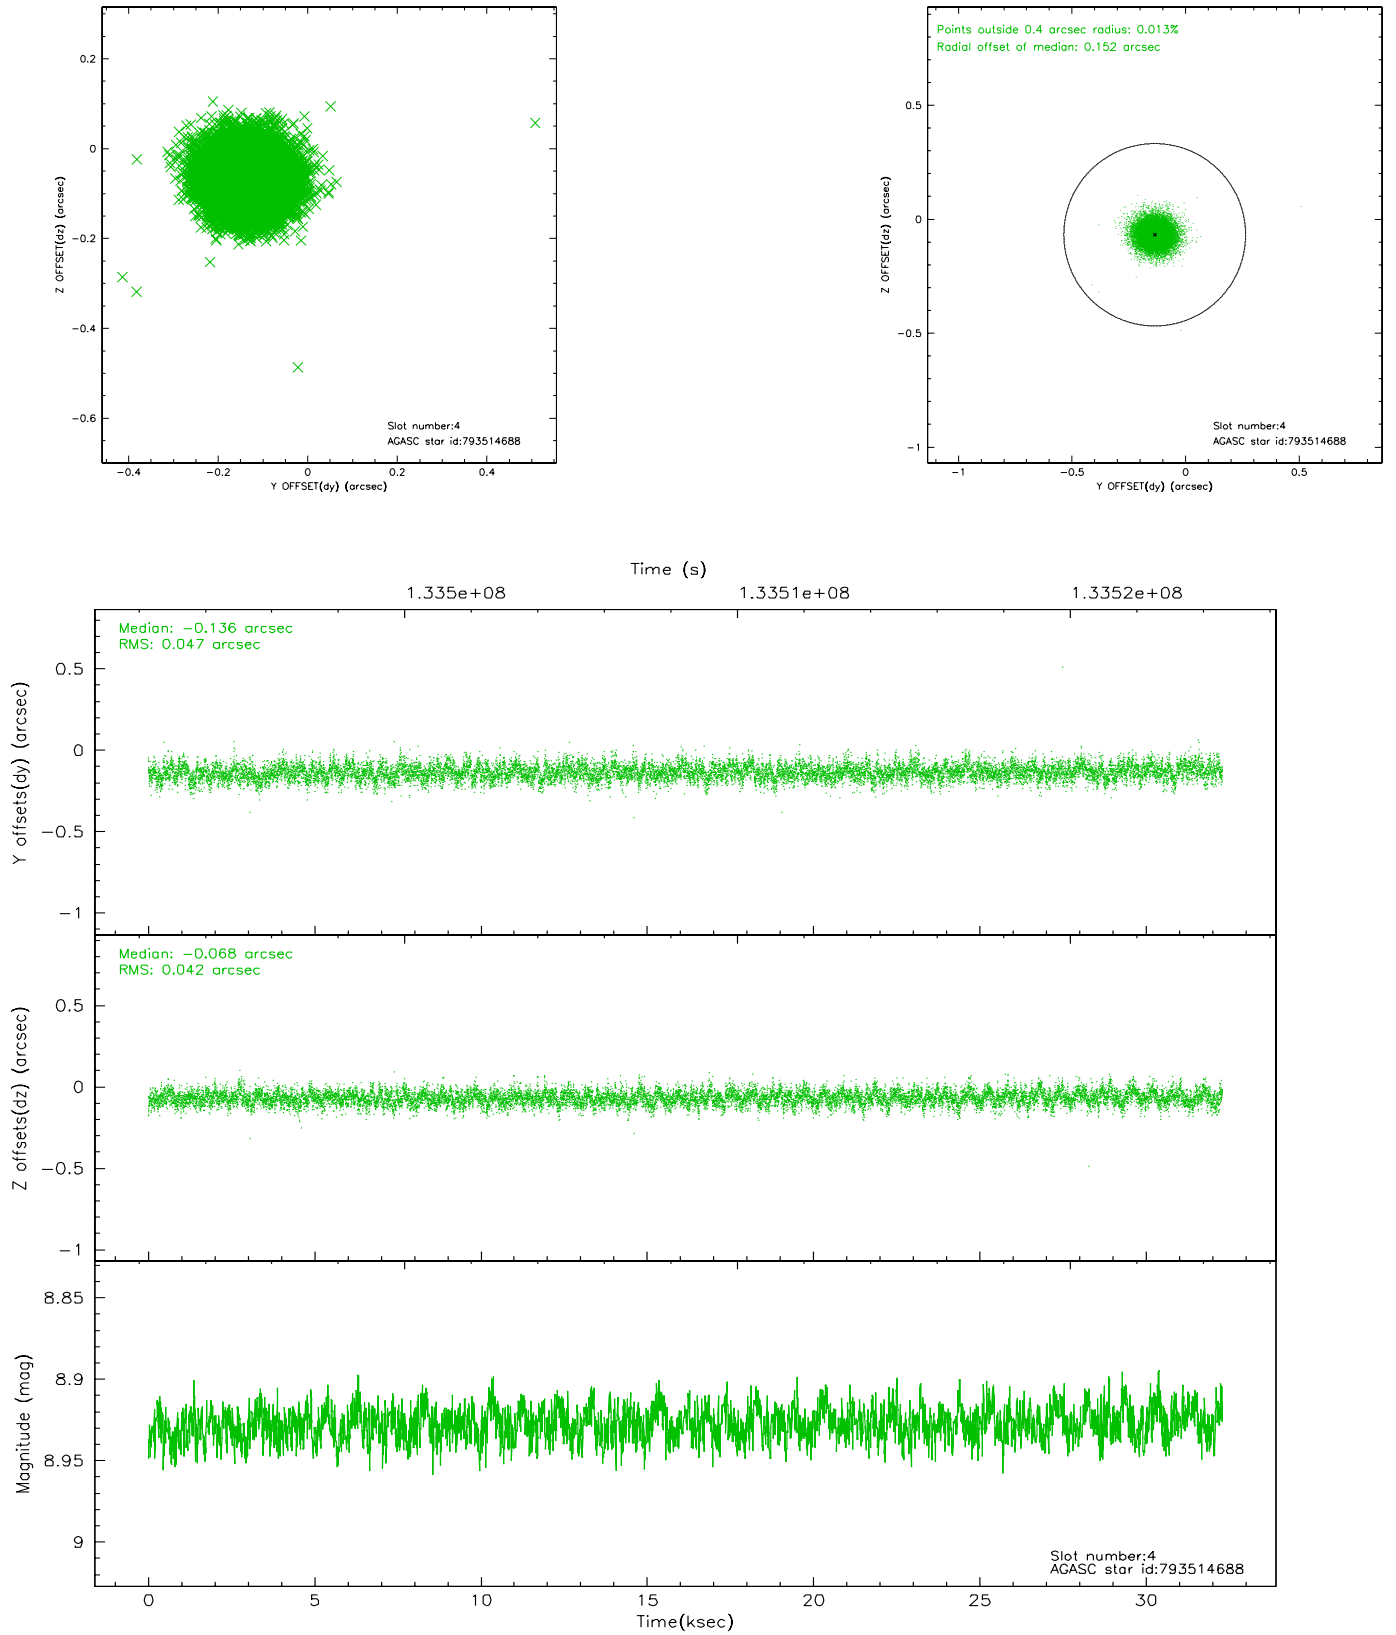 0.2
0
−0.2
−0.4
−0.6
Z OFFSET(dz) (arcsec)
Slot number:4
AGASC star id:793514688
−0.4
−0.2
0
0.2
0.4
Y OFFSET(dy) (arcsec)
Points outside 0.4 arcsec radius: 0.013%
Radial offset of median: 0.152 arcsec
0.5
0
−0.5
−1
Z OFFSET(dz) (arcsec)
Slot number:4
AGASC star id:793514688
−1
−0.5
0
0.5
Y OFFSET(dy) (arcsec)
Time (s)
1.335e+08
1.3351e+08
1.3352e+08
Median: −0.136 arcsec
RMS: 0.047 arcsec
0.5
0
−0.5
−1
Y offsets(dy) (arcsec)
Median: −0.068 arcsec
RMS: 0.042 arcsec
0.5
0
−0.5
−1
Z offsets(dz) (arcsec)
8.85
8.9
8.95
9
Magnitude (mag)
Slot number:4
AGASC star id:793514688
0
5
10
15
20
25
30
Time(ksec)